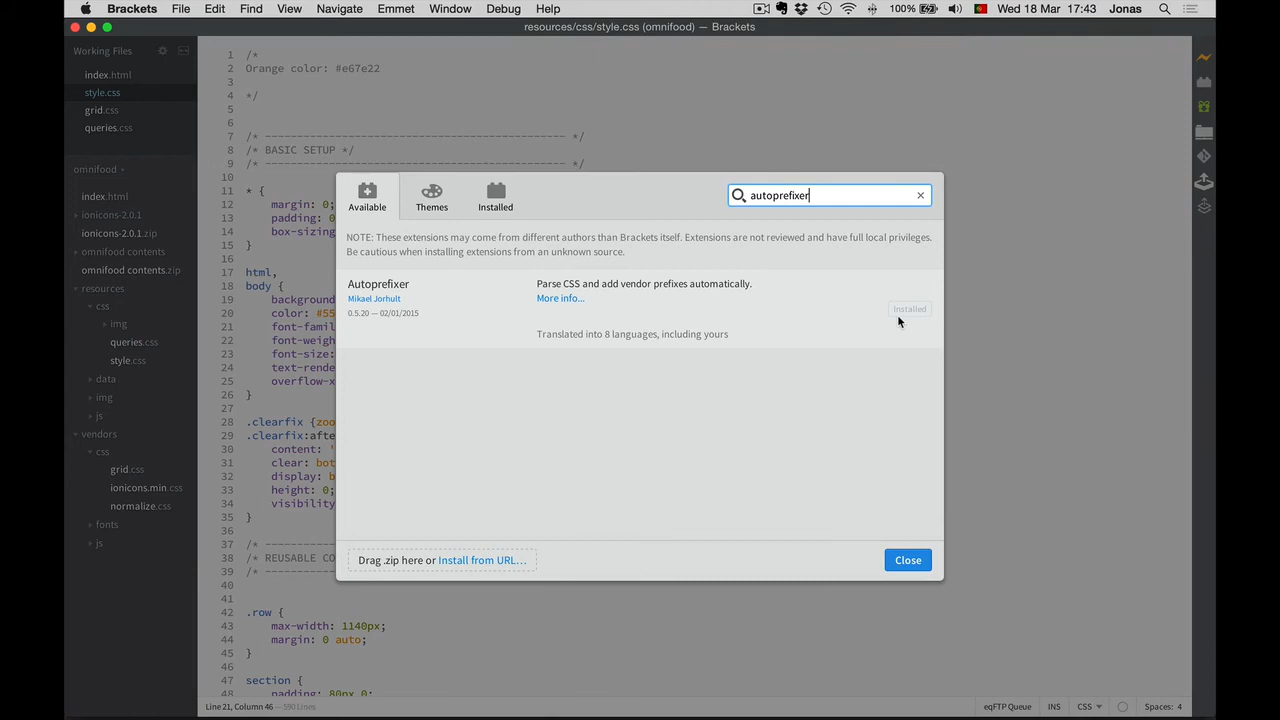 Brackets File Edit Find View Navigate Emmet Window Debug Help 100% Wed 18 Mar 17:43 Jonas
resources/css/style.css (omnifood) — Brackets
Working Files
index.html
style.css
grid.css
queries.css
omnifood
index.html
ionicons-2.0.1
ionicons-2.0.1.zip
omnifood contents
omnifood contents.zip
resources
css
img
queries.css
style.css
data
img
js
vendors
css
grid.css
ionicons.min.css
normalize.css
fonts
js
1 /*
2 Orange color: #e67e22
3
4 */
5
6
7 /* ----------------------------------------------- */
8 /* BASIC SETUP */
9 /* ----------------------------------------------- */
10
11 * {
12 margin: 0;
13 padding: 0
14 box-sizing
15 }
16
17 html,
18 body {
19 background
20 color: #55
21 font-famil
22 font-weigh
23 font-size:
24 text-rende
25 overflow-x
26 }
27
28 .clearfix {zoo
29 .clearfix:afte
30 content: '
31 clear: bot
32 display: b
33 height: 0;
34 visibility
35 }
36
37 /* ---------
38 /* REUSABLE CO
39 /* ---------
40
41
42 .row {
43 max-width: 1140px;
44 margin: 0 auto;
45 }
46
47 section {
48 padding: 80px 0;
Available Themes Installed
autoprefixer
NOTE: These extensions may come from different authors than Brackets itself. Extensions are not reviewed and have full local privileges.
Be cautious when installing extensions from an unknown source.
Autoprefixer
Mikael Jorhult
0.5.20 — 02/01/2015
Parse CSS and add vendor prefixes automatically.
More info...
Translated into 8 languages, including yours
Installed
Drag .zip here or Install from URL...
Close
Line 21, Column 46 — 590 Lines
eqFTP Queue INS CSS Spaces: 4